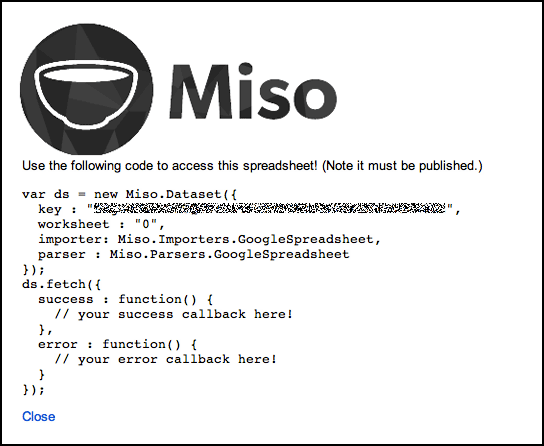 Miso
Use the following code to access this spreadsheet! (Note it must be published.)
var ds = new Miso.Dataset({
  key : "",
  worksheet : "0",
  importer: Miso.Importers.GoogleSpreadsheet,
  parser : Miso.Parsers.GoogleSpreadsheet
});
ds.fetch({
  success : function() {
    // your success callback here!
  },
  error : function() {
    // your error callback here!
  }
});
Close